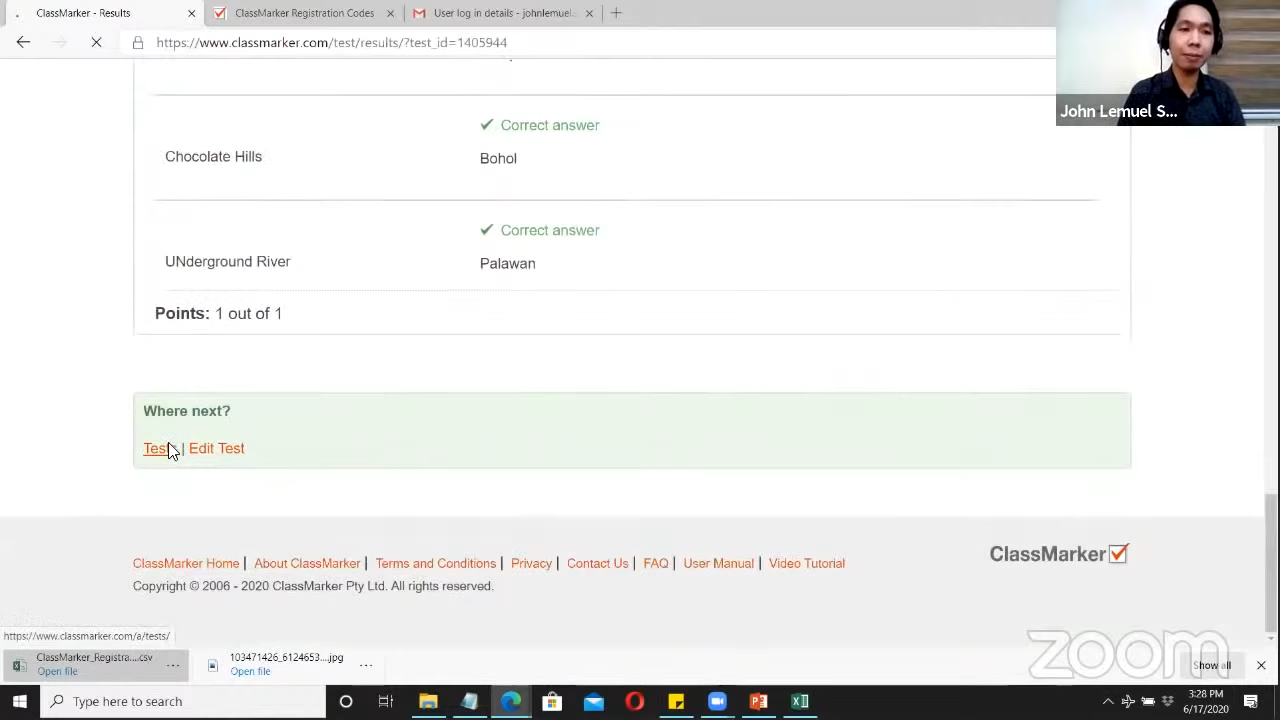 ClassMarker - Results
ClassMarker Registration Codes
User log in details - johnlemuel
https://www.classmarker.com/test/results/?test_id=1405944
John Lemuel S...
Correct answer
Chocolate Hills
Bohol
Correct answer
UNderground River
Palawan
Points: 1 out of 1
Where next?
Tests | Edit Test
ClassMarker Home | About ClassMarker | Terms and Conditions | Privacy | Contact Us | FAQ | User Manual | Video Tutorial
ClassMarker
Copyright © 2006 - 2020 ClassMarker Pty Ltd. All rights reserved.
https://www.classmarker.com/a/tests/
zoom
ClassMarker_Registra....csv
Open file
103471426_6124653....jpg
Open file
Show all
Type here to search
3:28 PM
6/17/2020